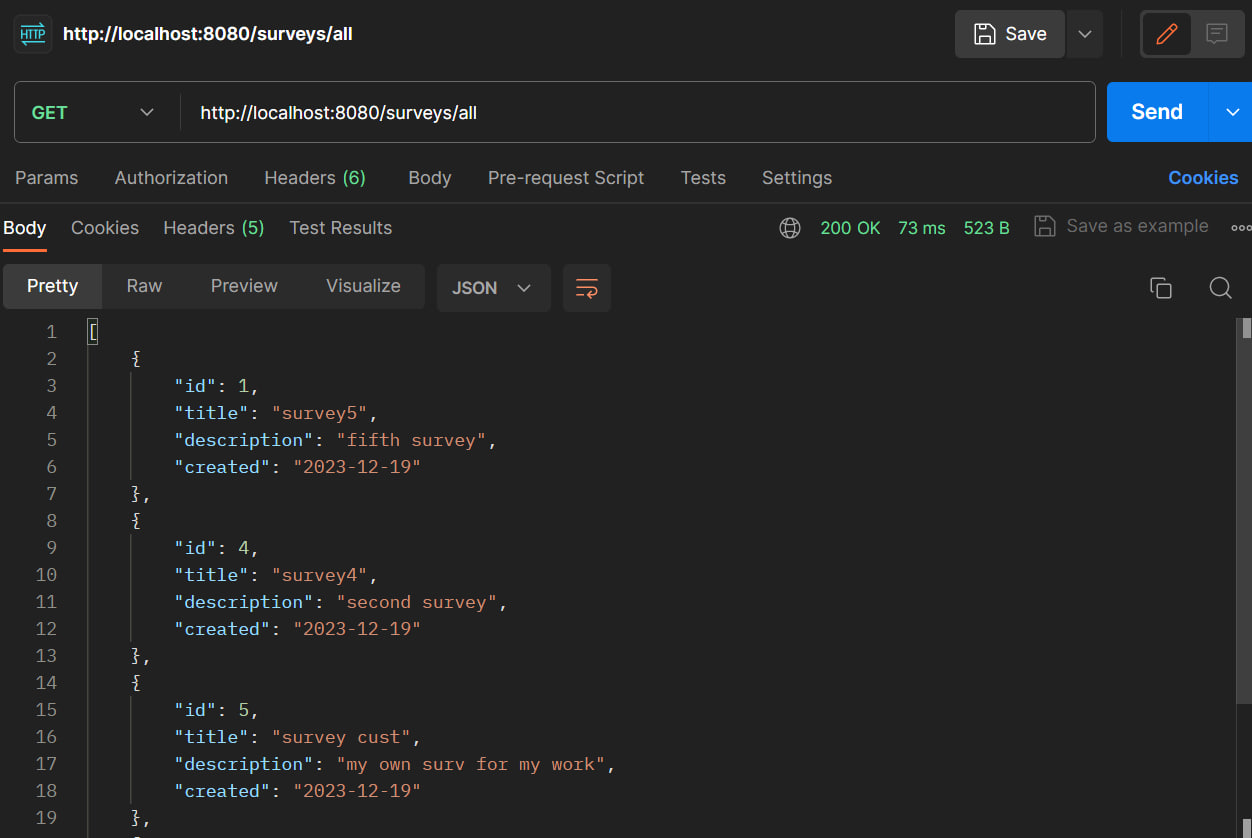 HTTP http://localhost:8080/surveys/all Save
GET http://localhost:8080/surveys/all Send
Params Authorization Headers (6) Body Pre-request Script Tests Settings Cookies
Body Cookies Headers (5) Test Results 200 OK 73 ms 523 B Save as example
Pretty Raw Preview Visualize JSON
1 [
2 {
3 "id": 1,
4 "title": "survey5",
5 "description": "fifth survey",
6 "created": "2023-12-19"
7 },
8 {
9 "id": 4,
10 "title": "survey4",
11 "description": "second survey",
12 "created": "2023-12-19"
13 },
14 {
15 "id": 5,
16 "title": "survey cust",
17 "description": "my own surv for my work",
18 "created": "2023-12-19"
19 },